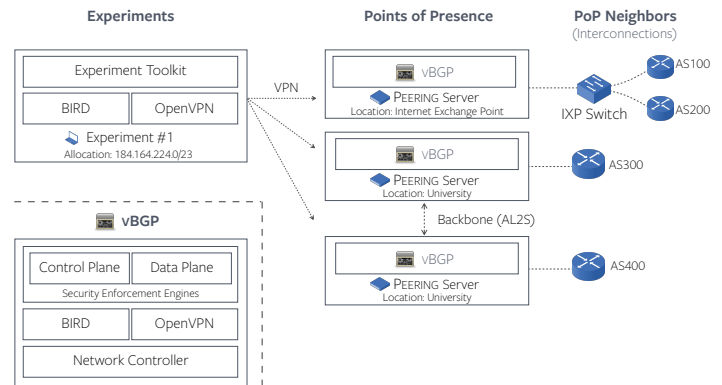 Experiments
Points of Presence
PoP Neighbors
(Interconnections)
Experiment Toolkit
BIRD
OpenVPN
Experiment #1
Allocation: 184.164.224.0/23
VPN
vBGP
PEERING Server
Location: Internet Exchange Point
IXP Switch
AS100
AS200
vBGP
PEERING Server
Location: University
AS300
Backbone (AL2S)
vBGP
PEERING Server
Location: University
AS400
vBGP
Control Plane
Data Plane
Security Enforcement Engines
BIRD
OpenVPN
Network Controller